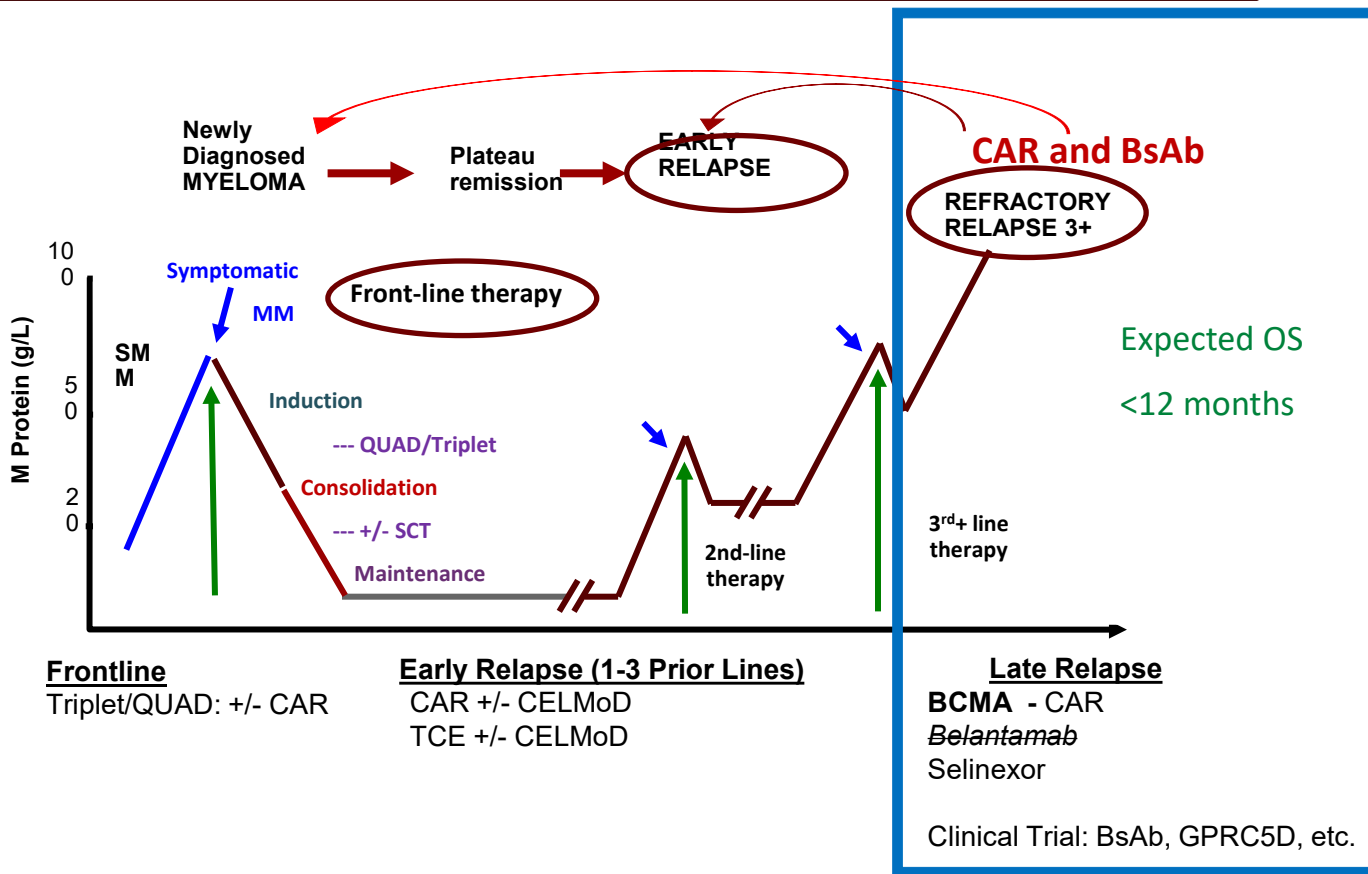 Newly
Diagnosed
MYELOMA
Plateau
remission
EARLY
RELAPSE
CAR and BsAb
REFRACTORY
RELAPSE 3+
M Protein (g/L)
10
0
5
0
2
0
Symptomatic
MM
Front-line therapy
SM
M
Induction
--- QUAD/Triplet
Consolidation
--- +/- SCT
Maintenance
2nd-line
therapy
Expected OS
<12 months
3rd+ line
therapy
Frontline
Triplet/QUAD: +/- CAR
Early Relapse (1-3 Prior Lines)
CAR +/- CELMoD
TCE +/- CELMoD
Late Relapse
BCMA - CAR
Belantamab
Selinexor
Clinical Trial: BsAb, GPRC5D, etc.